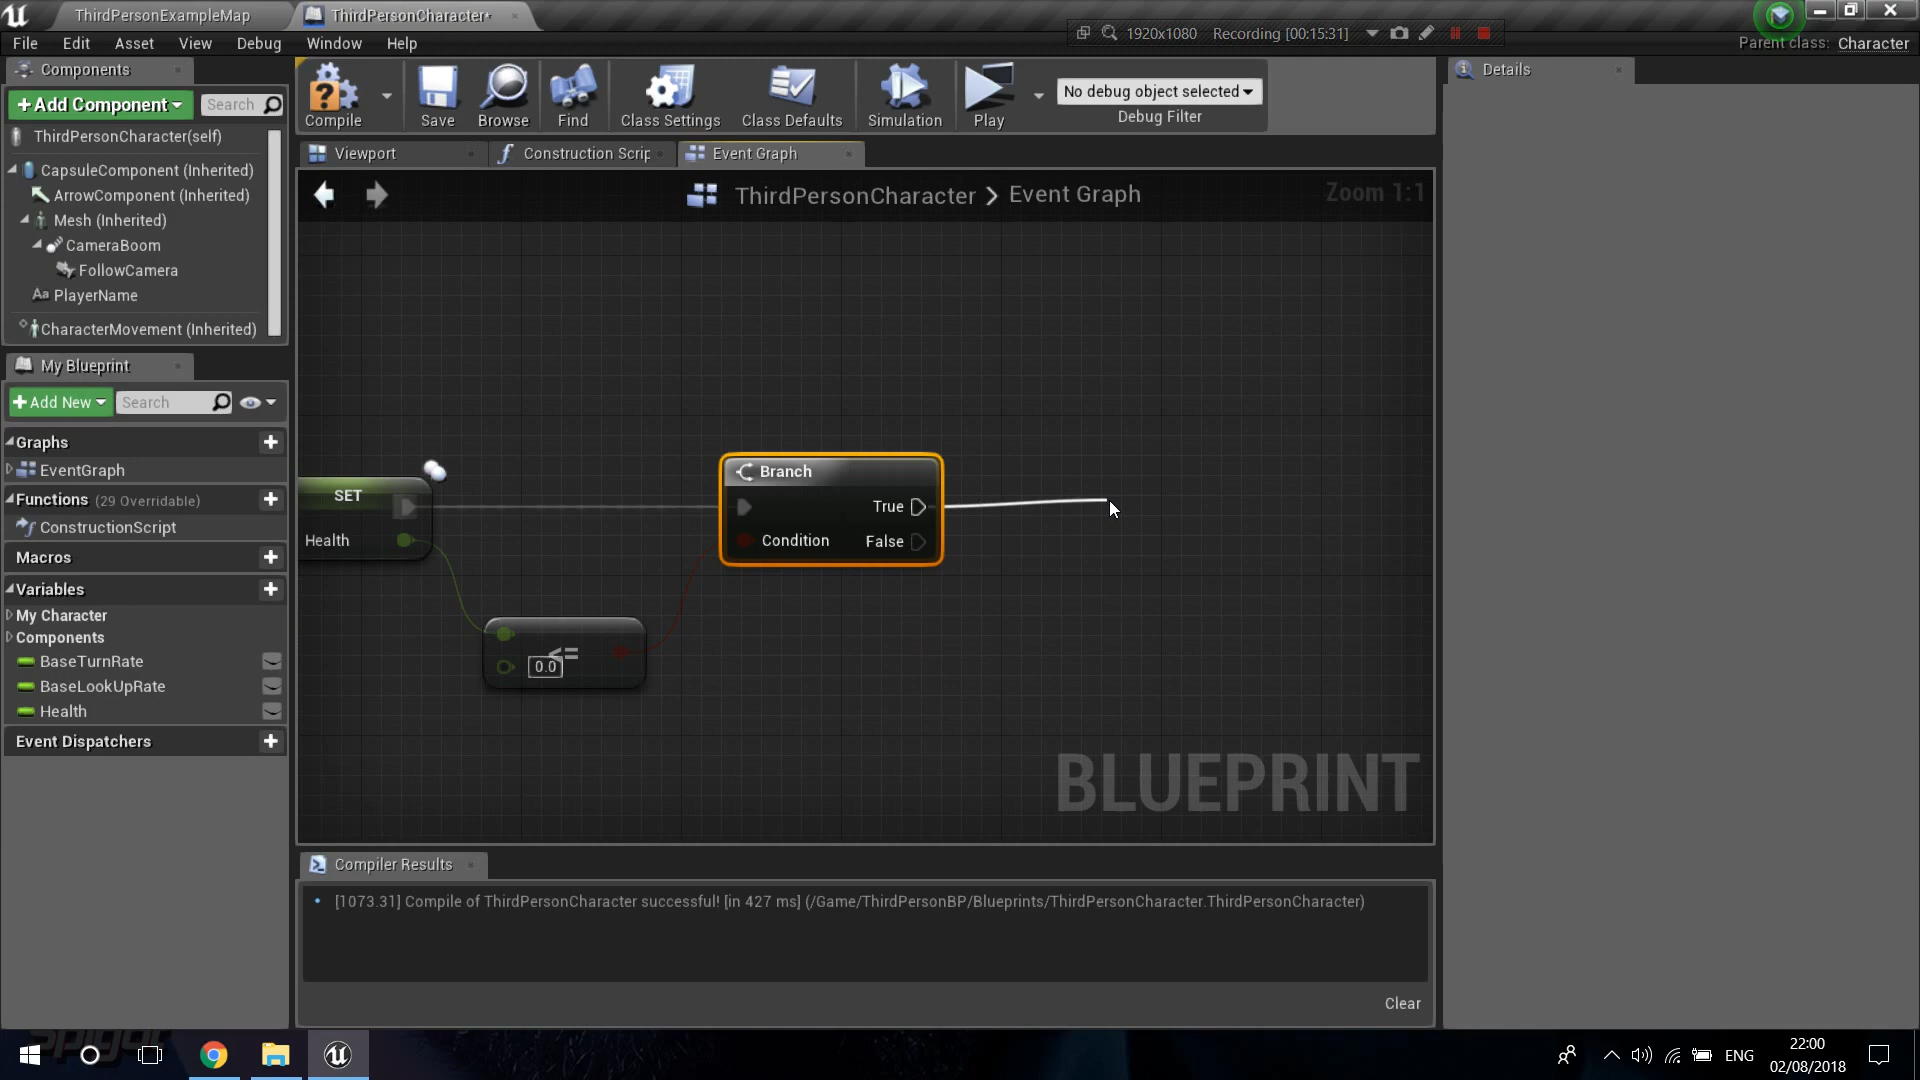 ThirdPersonExampleMap
ThirdPersonCharacter*
File Edit Asset View Debug Window Help
1920x1080 Recording [00:15:31]
Parent class: Character
Components
+Add Component
Search
ThirdPersonCharacter(self)
CapsuleComponent (Inherited)
ArrowComponent (Inherited)
Mesh (Inherited)
CameraBoom
FollowCamera
Aa PlayerName
CharacterMovement (Inherited)
My Blueprint
+Add New
Search
Graphs
EventGraph
Functions (29 Overridable)
ConstructionScript
Macros
Variables
My Character
Components
BaseTurnRate
BaseLookUpRate
Health
Event Dispatchers
Compile
Save
Browse
Find
Class Settings
Class Defaults
Simulation
Play
No debug object selected
Debug Filter
Viewport
Construction Scrip
Event Graph
ThirdPersonCharacter > Event Graph
Zoom 1:1
SET
Health
<=
0.0
Branch
True
Condition
False
BLUEPRINT
Compiler Results
[1073.31] Compile of ThirdPersonCharacter successful! [in 427 ms] (/Game/ThirdPersonBP/Blueprints/ThirdPersonCharacter.ThirdPersonCharacter)
Clear
Details
ENG
22:00
02/08/2018